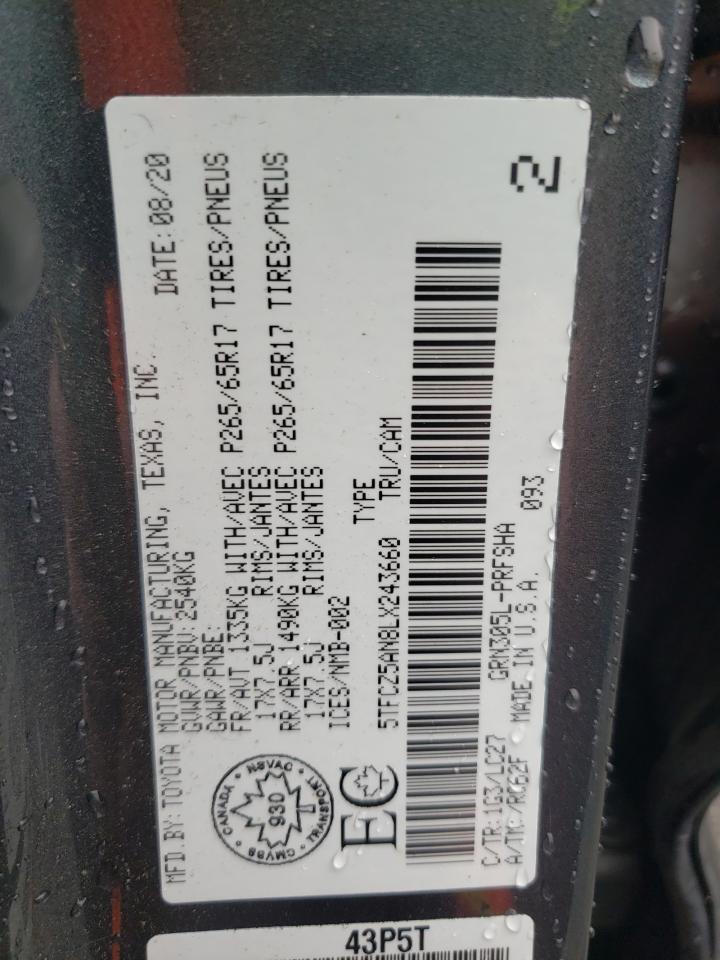 MFD.BY:TOYOTA MOTOR MANUFACTURING, TEXAS, INC. DATE:08/20
GVWR/PNBV:2540KG
GAWR/PNBE:
FR/AVT 1335KG WITH/AVEC P265/65R17 TIRES/PNEUS
17X7.5J RIMS/JANTES
RR/ARR 1490KG WITH/AVEC P265/65R17 TIRES/PNEUS
17X7.5J RIMS/JANTES
ICES/NMB-002
CANADA · NSVAC · TRANSPORT · CMVSS
930
EC
TYPE
5TFCZ5AN8LX243660 TRU/CAM
C/TR:1G3/LC27 GRN305L-PRFSHA
A/TM:/RC62F MADE IN U.S.A. 093
2
43P5T